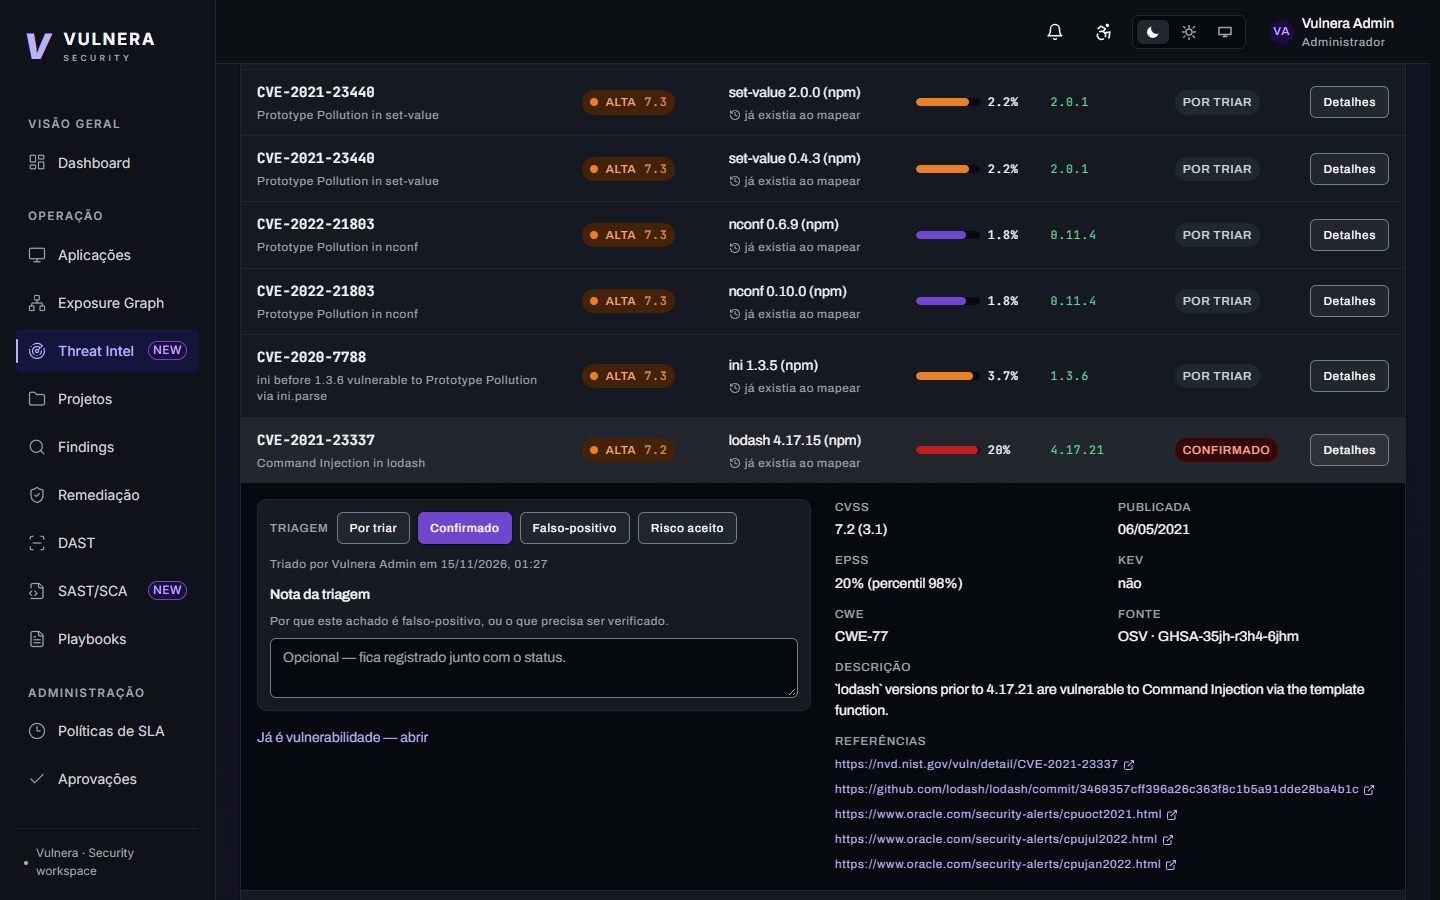 VULNERA
SECURITY
VISÃO GERAL
Dashboard
OPERAÇÃO
Aplicações
Exposure Graph
Threat Intel NEW
Projetos
Findings
Remediação
DAST
SAST/SCA NEW
Playbooks
ADMINISTRAÇÃO
Políticas de SLA
Aprovações
Vulnera · Security
workspace
VA
Vulnera Admin
Administrador
CVE-2021-23440
Prototype Pollution in set-value
ALTA 7.3
set-value 2.0.0 (npm)
já existia ao mapear
2.2%
2.0.1
POR TRIAR
Detalhes
CVE-2021-23440
Prototype Pollution in set-value
ALTA 7.3
set-value 0.4.3 (npm)
já existia ao mapear
2.2%
2.0.1
POR TRIAR
Detalhes
CVE-2022-21803
Prototype Pollution in nconf
ALTA 7.3
nconf 0.6.9 (npm)
já existia ao mapear
1.8%
0.11.4
POR TRIAR
Detalhes
CVE-2022-21803
Prototype Pollution in nconf
ALTA 7.3
nconf 0.10.0 (npm)
já existia ao mapear
1.8%
0.11.4
POR TRIAR
Detalhes
CVE-2020-7788
ini before 1.3.6 vulnerable to Prototype Pollution
via ini.parse
ALTA 7.3
ini 1.3.5 (npm)
já existia ao mapear
3.7%
1.3.6
POR TRIAR
Detalhes
CVE-2021-23337
Command Injection in lodash
ALTA 7.2
lodash 4.17.15 (npm)
já existia ao mapear
20%
4.17.21
CONFIRMADO
Detalhes
TRIAGEM Por triar Confirmado Falso-positivo Risco aceito
Triado por Vulnera Admin em 15/11/2026, 01:27
Nota da triagem
Por que este achado é falso-positivo, ou o que precisa ser verificado.
Opcional — fica registrado junto com o status.
Já é vulnerabilidade — abrir
CVSS
7.2 (3.1)
PUBLICADA
06/05/2021
EPSS
20% (percentil 98%)
KEV
não
CWE
CWE-77
FONTE
OSV · GHSA-35jh-r3h4-6jhm
DESCRIÇÃO
`lodash` versions prior to 4.17.21 are vulnerable to Command Injection via the template
function.
REFERÊNCIAS
https://nvd.nist.gov/vuln/detail/CVE-2021-23337
https://github.com/lodash/lodash/commit/3469357cff396a26c363f8c1b5a91dde28ba4b1c
https://www.oracle.com/security-alerts/cpuoct2021.html
https://www.oracle.com/security-alerts/cpujul2022.html
https://www.oracle.com/security-alerts/cpujan2022.html